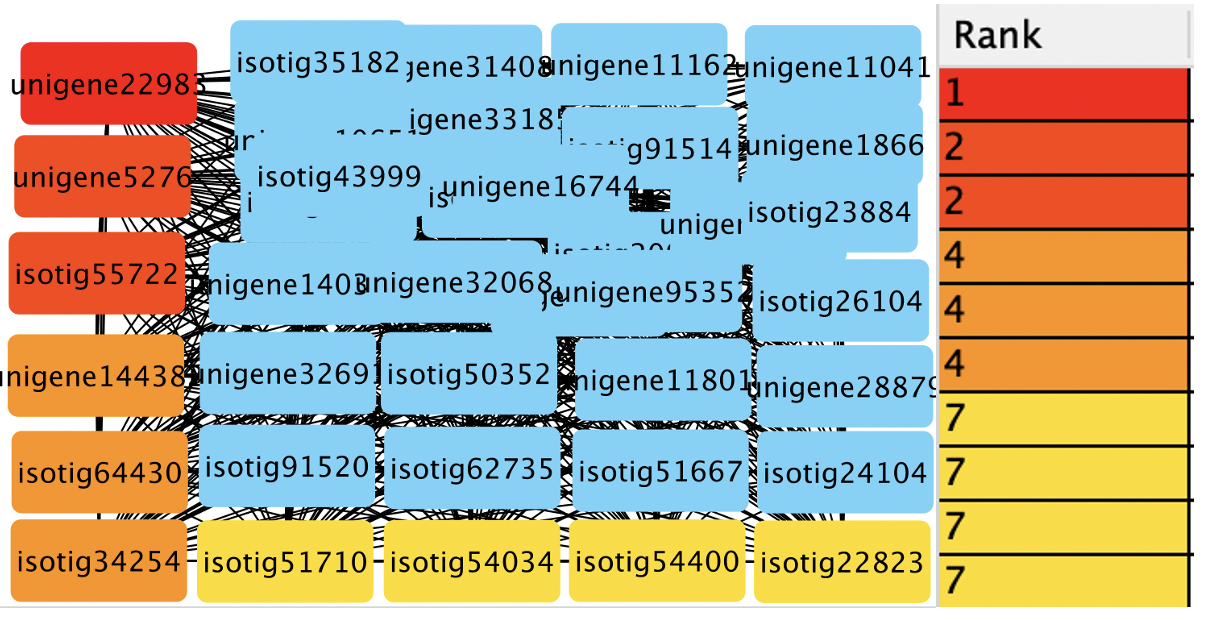 unigene22983
isotig35182
gene31408
unigene11162
unigene11041
igene33185
isotig91514
unigene1866
unigene5276
isotig43999
unigene16744
isotig23884
isotig55722
unigene1403
unigene32068
unigene95352
isotig26104
unigene14438
unigene32691
isotig50352
unigene11801
unigene28879
isotig64430
isotig91520
isotig62735
isotig51667
isotig24104
isotig34254
isotig51710
isotig54034
isotig54400
isotig22823
Rank
1
2
2
4
4
4
7
7
7
7